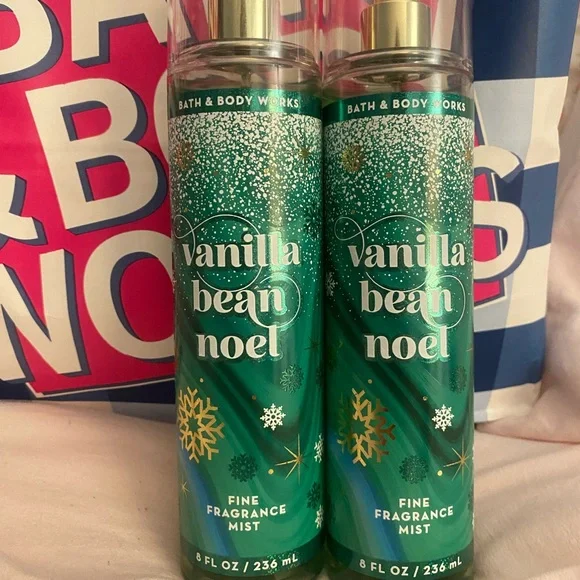 BATH & BODY WORKS
vanilla
bean
noel
FINE
FRAGRANCE
MIST
8 FL OZ / 236 mL
BATH & BODY WORKS
vanilla
bean
noel
FINE
FRAGRANCE
MIST
8 FL OZ / 236 mL